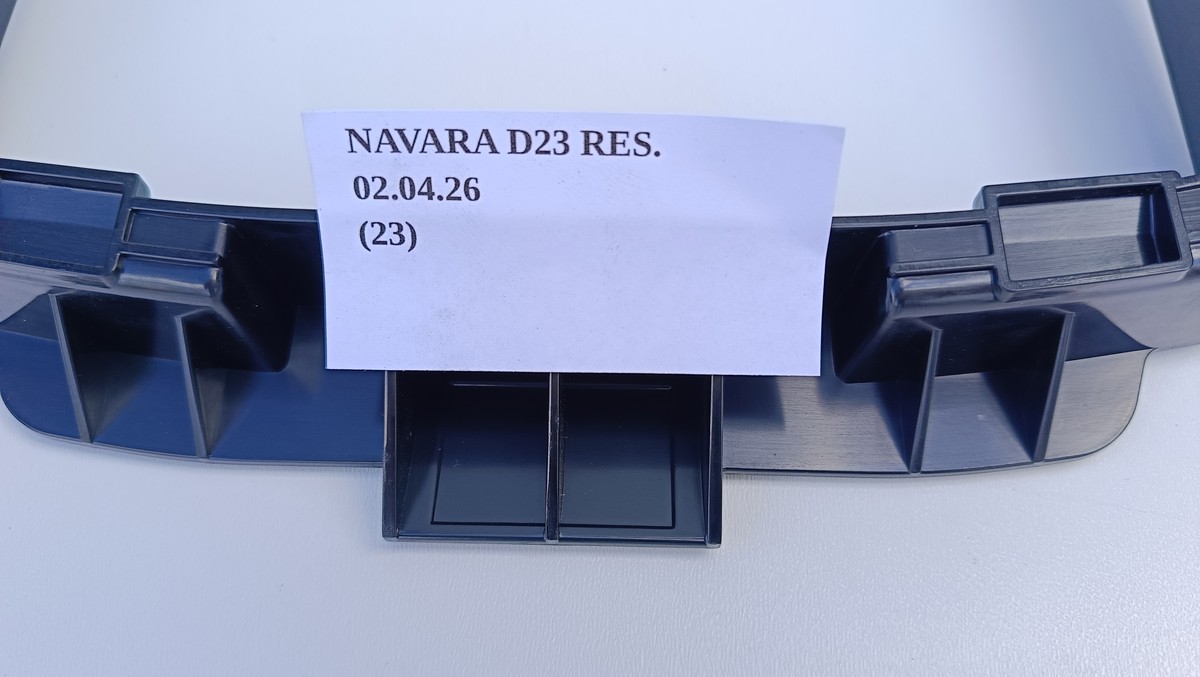 NAVARA D23 RES.
02.04.26
(23)